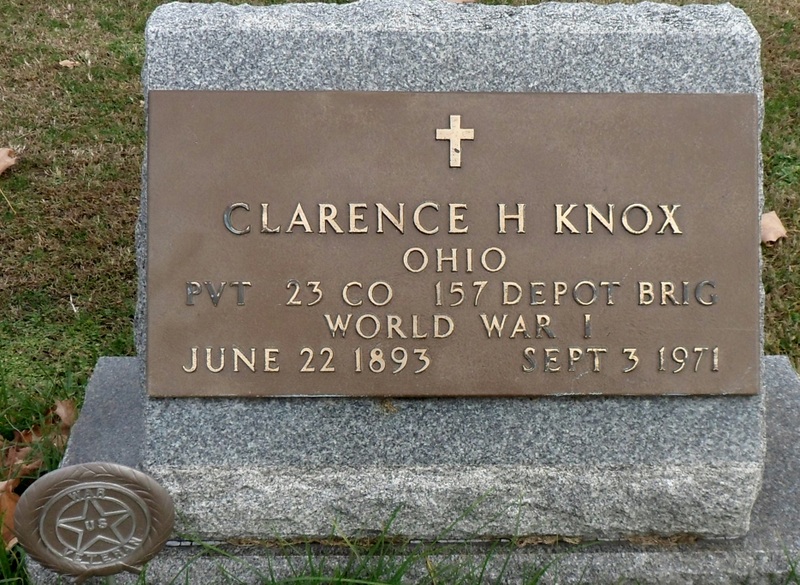 CLARENCE H KNOX
OHIO
PVT 23 CO 157 DEPOT BRIG
WORLD WAR I
JUNE 22 1893 SEPT 3 1971
WAR
US
VETERAN